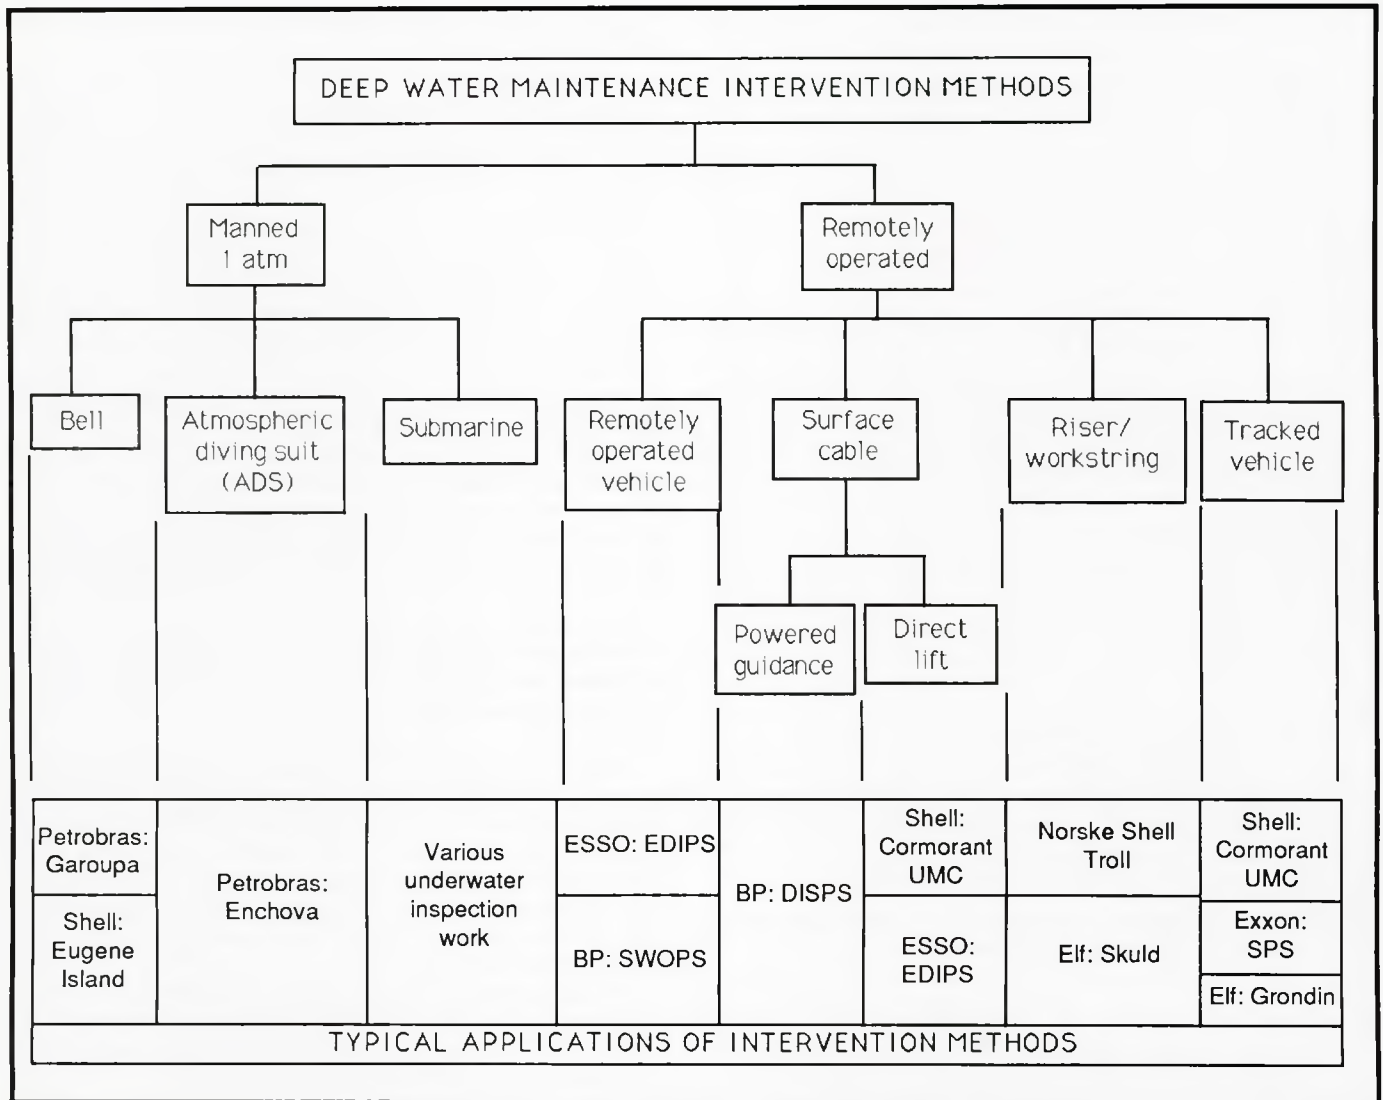 DEEP WATER MAINTENANCE INTERVENTION METHODS
Manned
1 atm
Remotely
operated
Bell
Atmospheric
diving suit
(ADS)
Submarine
Remotely
operated
vehicle
Surface
cable
Riser/
workstring
Tracked
vehicle
Powered
guidance
Direct
lift
Petrobras:
Garoupa
Shell:
Eugene
Island
Petrobras:
Enchova
Various
underwater
inspection
work
ESSO: EDIPS
BP: SWOPS
BP: DISPS
Shell:
Cormorant
UMC
ESSO:
EDIPS
Norske Shell
Troll
Elf: Skuld
Shell:
Cormorant
UMC
Exxon:
SPS
Elf: Grondin
TYPICAL APPLICATIONS OF INTERVENTION METHODS